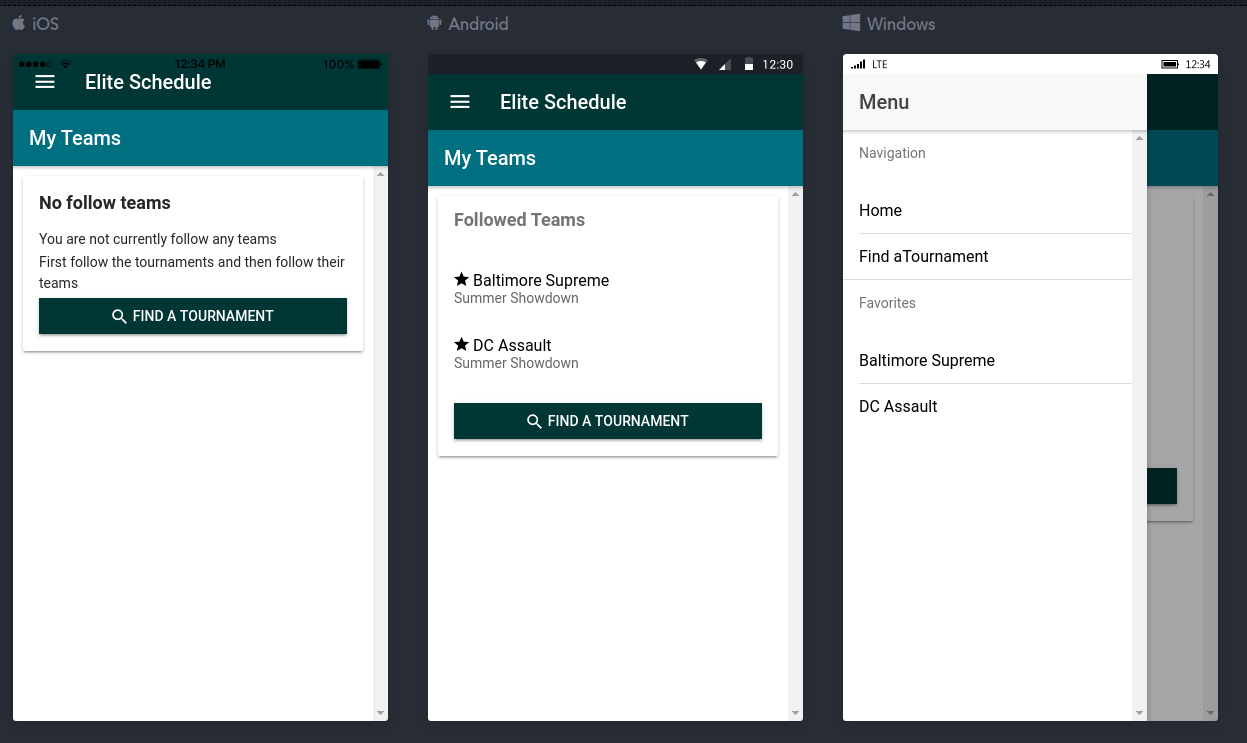 iOS
12:34 PM
100%
Elite Schedule
My Teams
No follow teams
You are not currently follow any teams
First follow the tournaments and then follow their
teams
FIND A TOURNAMENT
Android
12:30
Elite Schedule
My Teams
Followed Teams
Baltimore Supreme
Summer Showdown
DC Assault
Summer Showdown
FIND A TOURNAMENT
Windows
LTE
12:34
Menu
Navigation
Home
Find aTournament
Favorites
Baltimore Supreme
DC Assault